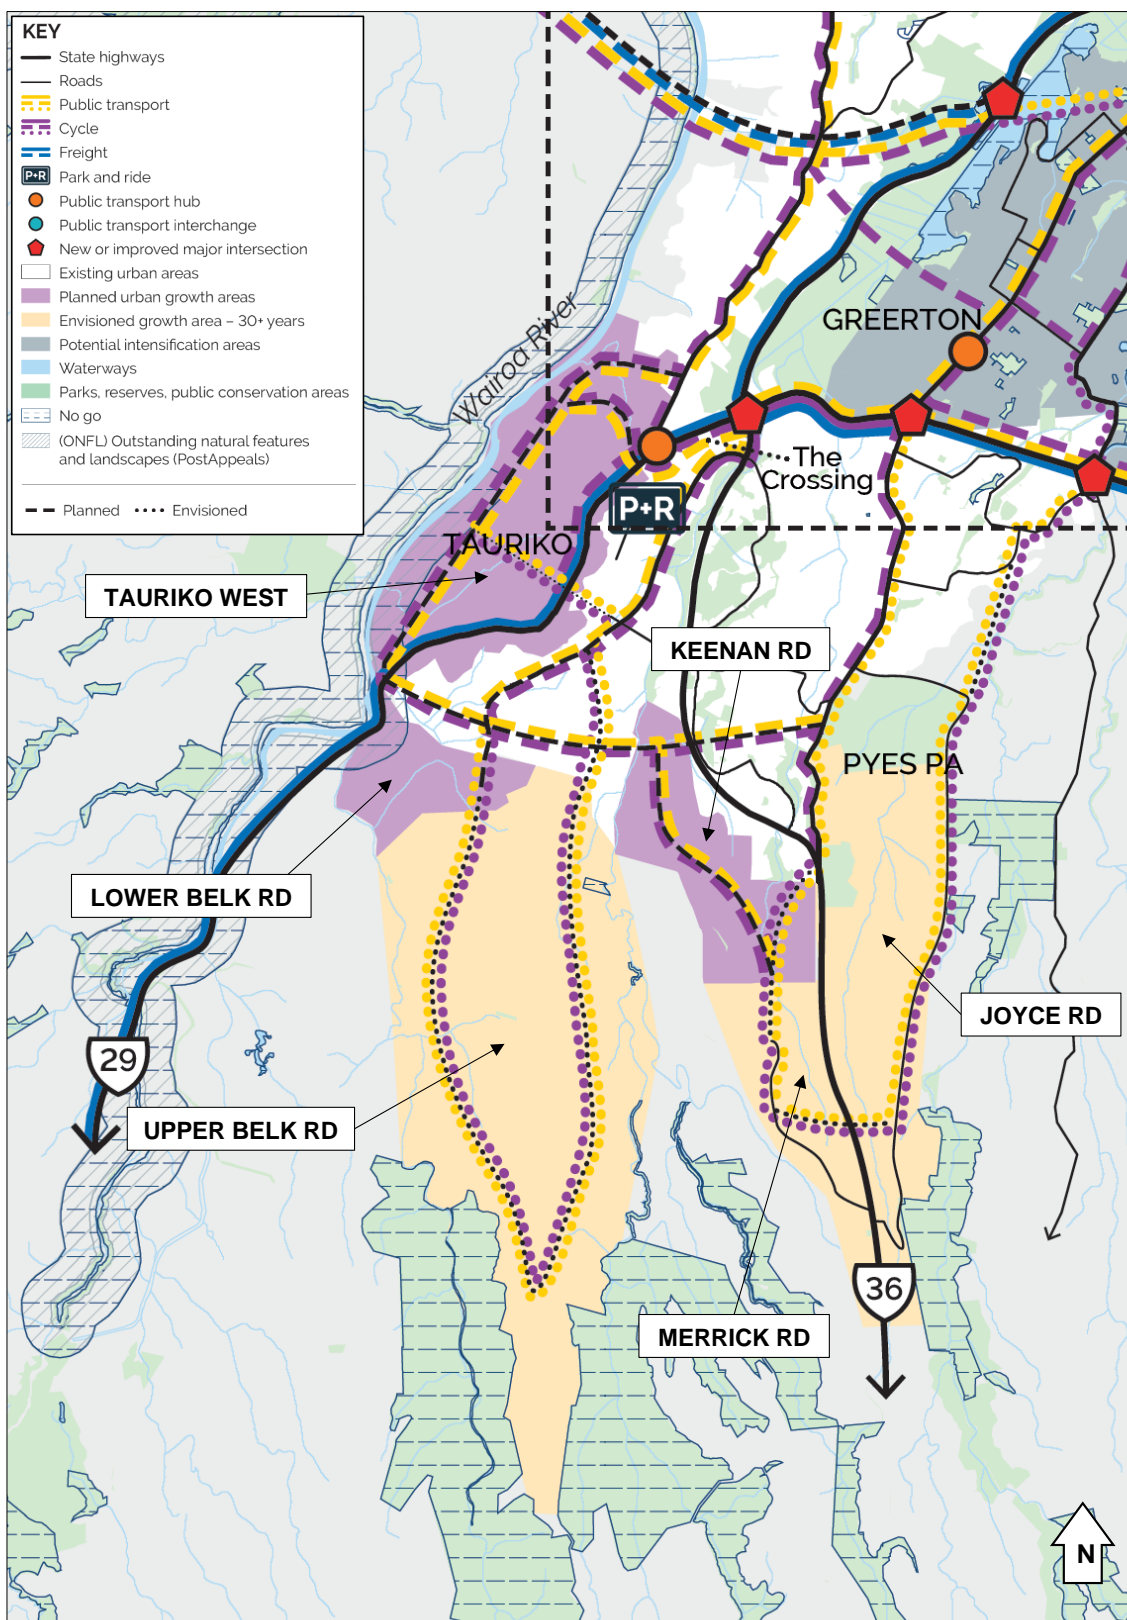 KEY
State highways
Roads
Public transport
Cycle
Freight
P+R Park and ride
Public transport hub
Public transport interchange
New or improved major intersection
Existing urban areas
Planned urban growth areas
Envisioned growth area – 30+ years
Potential intensification areas
Waterways
Parks, reserves, public conservation areas
No go
(ONFL) Outstanding natural features
and landscapes (PostAppeals)
Planned Envisioned
Wairoa River
GREERTON
The
Crossing
P+R
TAURIKO
TAURIKO WEST
KEENAN RD
PYES PA
LOWER BELK RD
JOYCE RD
29
UPPER BELK RD
36
MERRICK RD
N